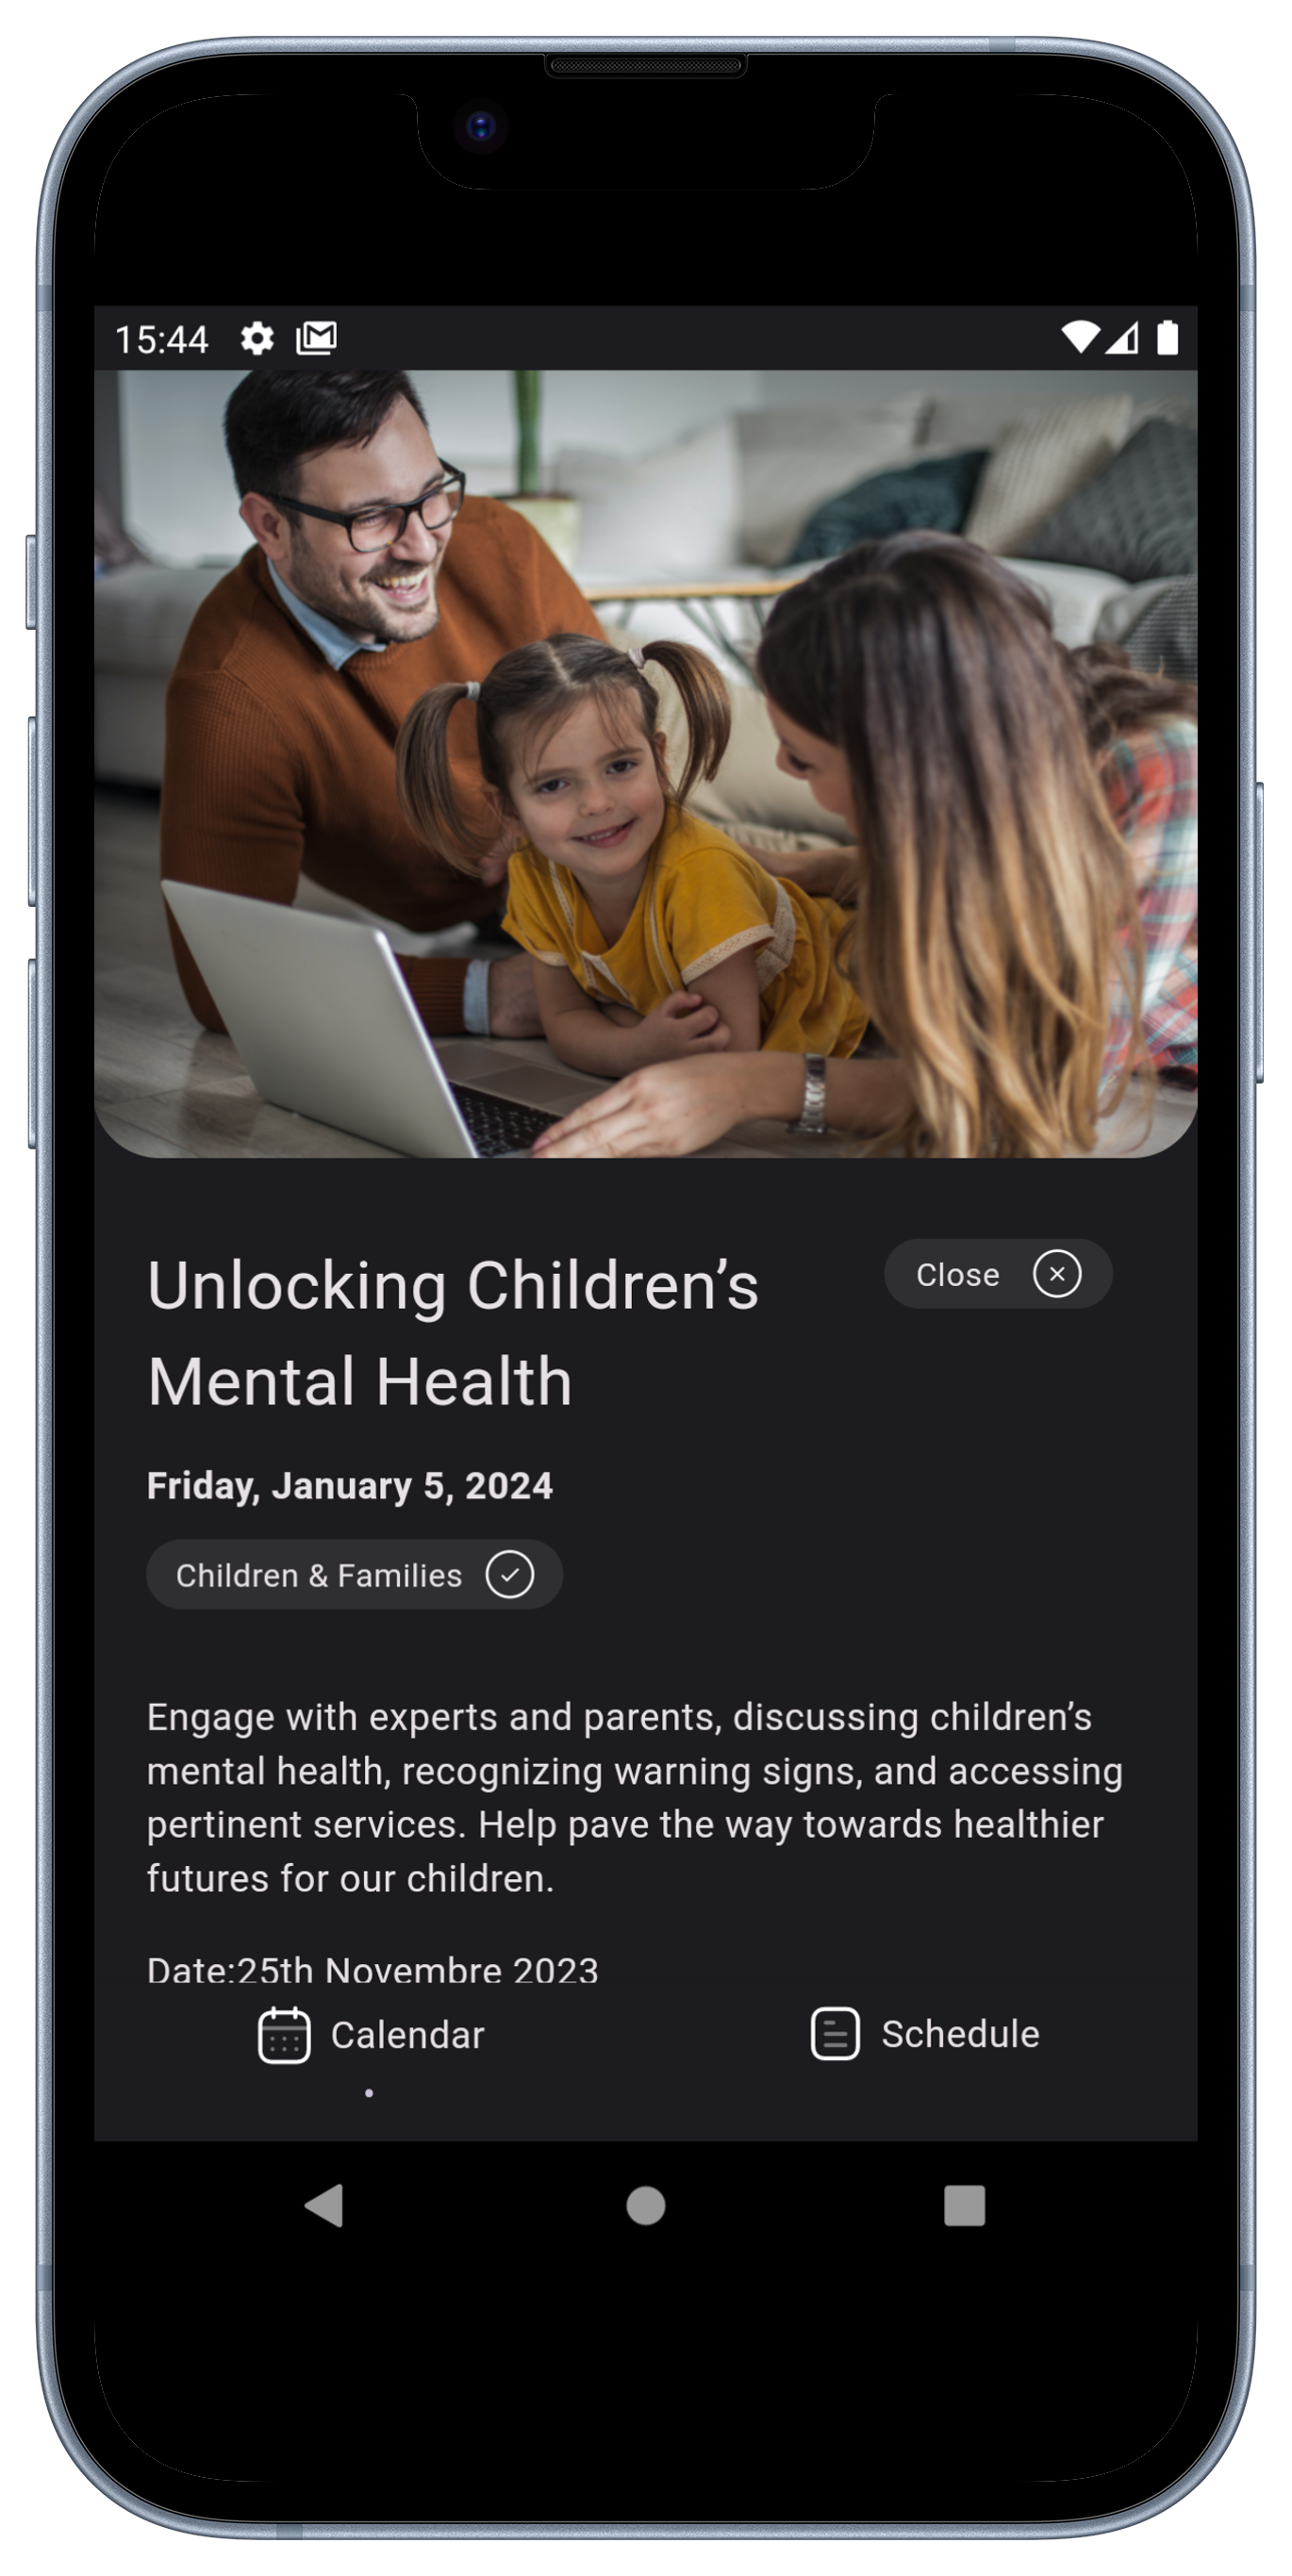 15:44
Unlocking Children’s
Close
Mental Health
Friday, January 5, 2024
Children & Families
Engage with experts and parents, discussing children’s
mental health, recognizing warning signs, and accessing
pertinent services. Help pave the way towards healthier
futures for our children.
Date:25th Novembre 2023
Calendar
Schedule